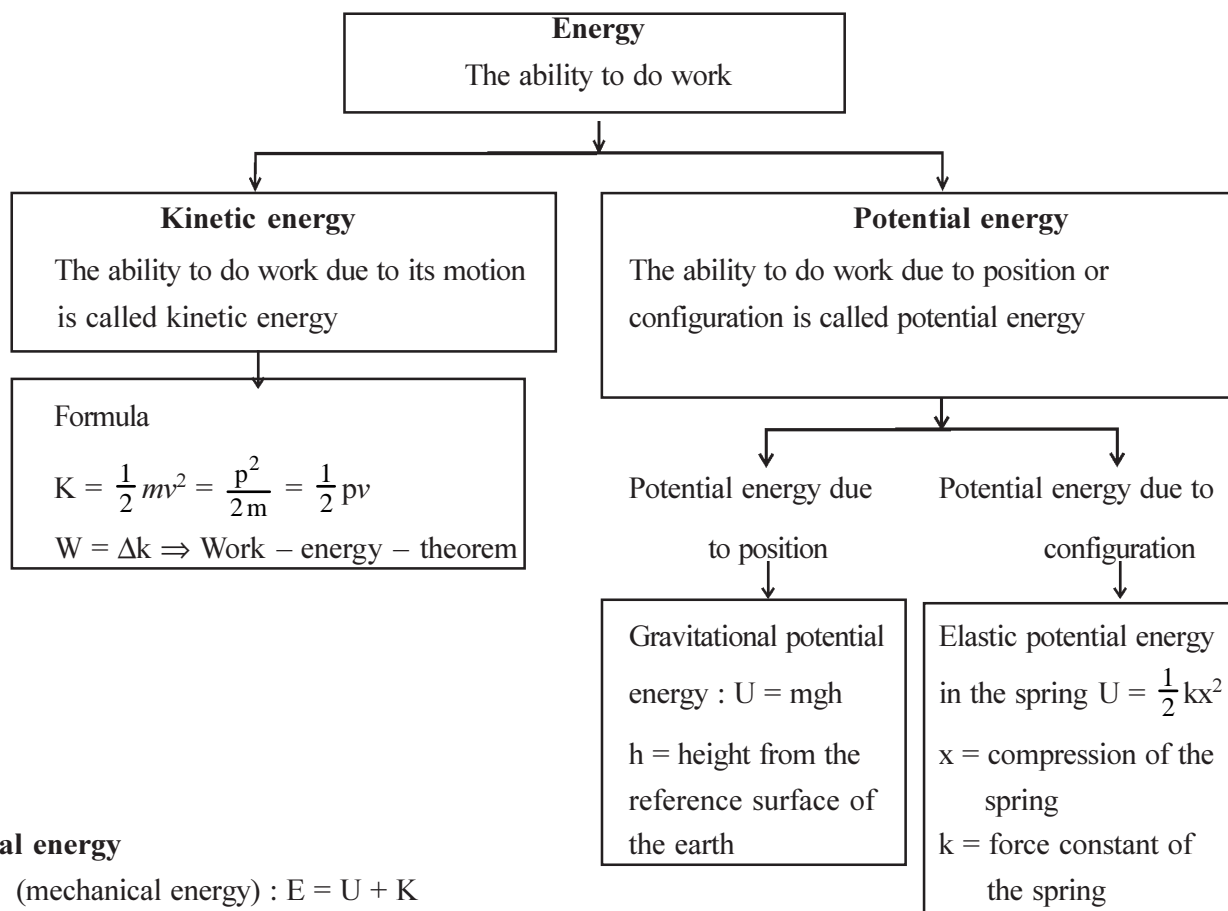 Energy
The ability to do work
Kinetic energy
The ability to do work due to its motion
is called kinetic energy
Formula
K = 1/2 mv² = p²/2m = 1/2 pv
W = Δk ⇒ Work – energy – theorem
Potential energy
The ability to do work due to position or
configuration is called potential energy
Potential energy due
to position
Potential energy due to
configuration
Gravitational potential
energy : U = mgh
h = height from the
reference surface of
the earth
Elastic potential energy
in the spring U = 1/2 kx²
x = compression of the
spring
k = force constant of
the spring
al energy
(mechanical energy) : E = U + K